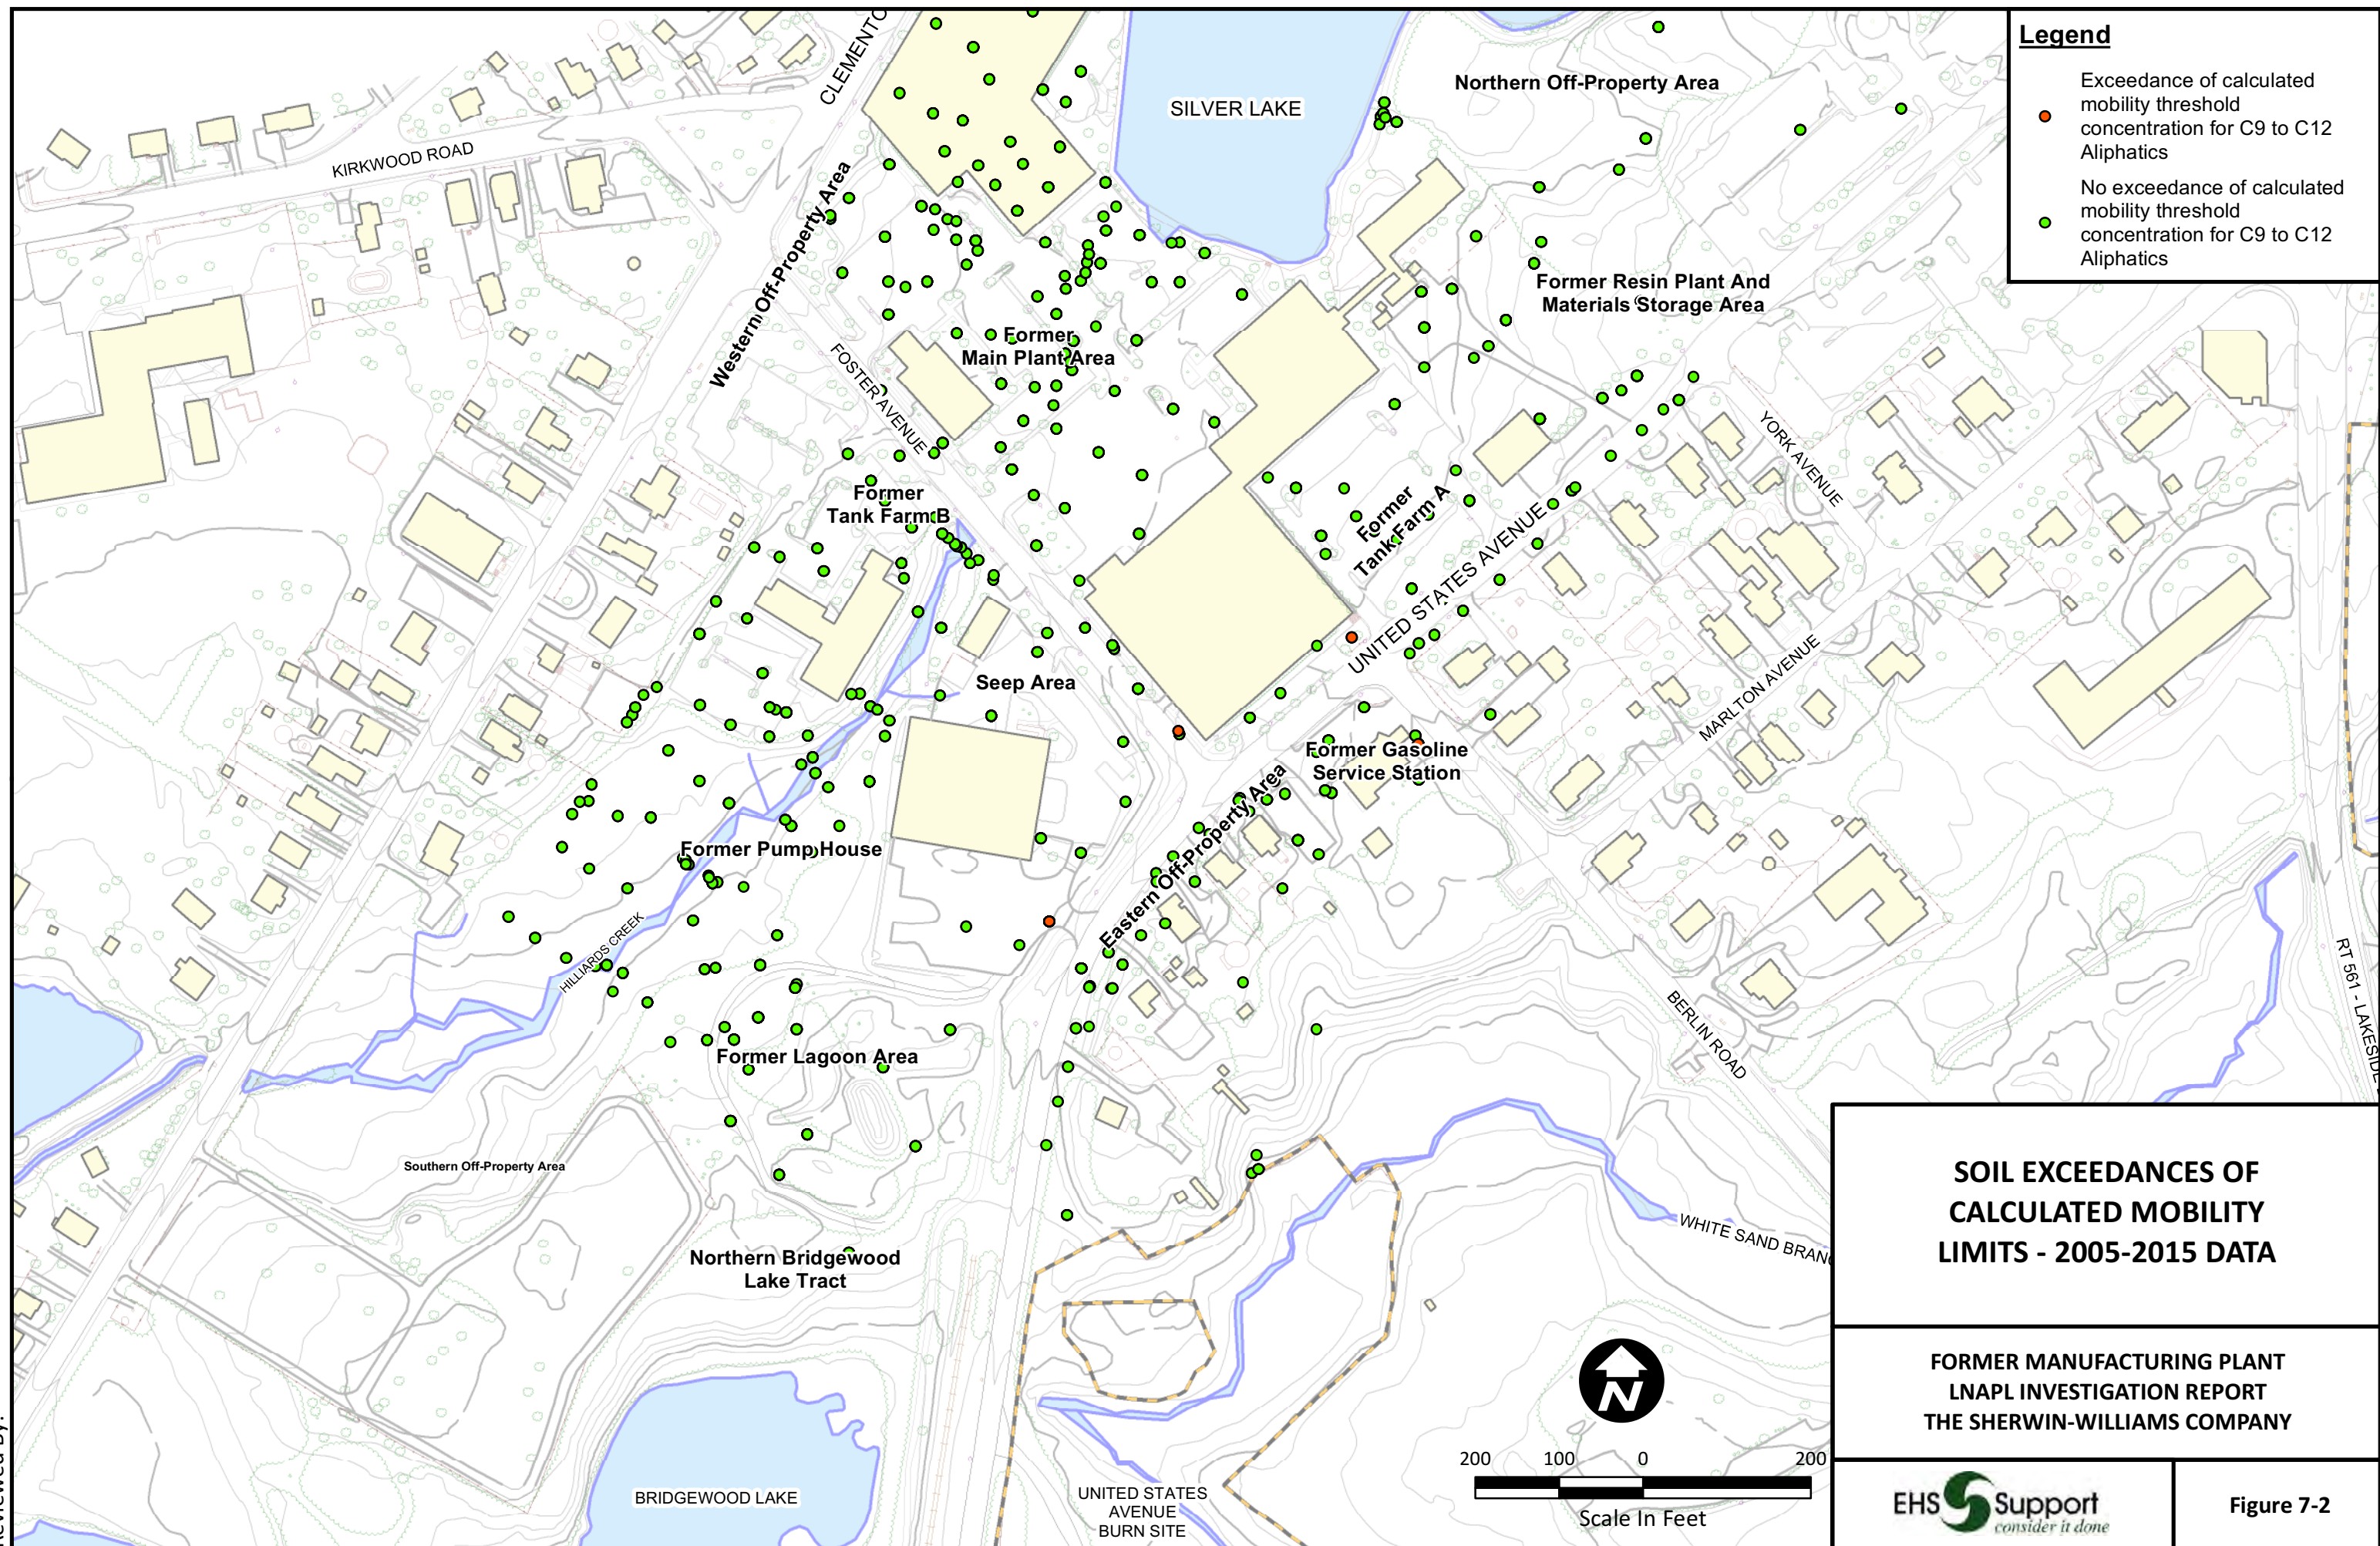 Legend
Exceedance of calculated
mobility threshold
concentration for C9 to C12
Aliphatics
No exceedance of calculated
mobility threshold
concentration for C9 to C12
Aliphatics
SILVER LAKE
Northern Off-Property Area
KIRKWOOD ROAD
Western Off-Property Area
Former Resin Plant And
Materials Storage Area
Former
Main Plant Area
FOSTER AVENUE
YORK AVENUE
Former
Tank Farm B
Former
Tank Farm A
UNITED STATES AVENUE
Seep Area
MARLTON AVENUE
Former Gasoline
Service Station
Eastern Off-Property Area
Former Pump House
HILLIARDS CREEK
RT 561 - LAKESIDE
BERLIN ROAD
Former Lagoon Area
Southern Off-Property Area
WHITE SAND
Northern Bridgewood
Lake Tract
BRIDGEWOOD LAKE
UNITED STATES
AVENUE
BURN SITE
N
200 100 0 200
Scale In Feet
SOIL EXCEEDANCES OF
CALCULATED MOBILITY
LIMITS - 2005-2015 DATA
FORMER MANUFACTURING PLANT
LNAPL INVESTIGATION REPORT
THE SHERWIN-WILLIAMS COMPANY
EHS Support
consider it done
Figure 7-2